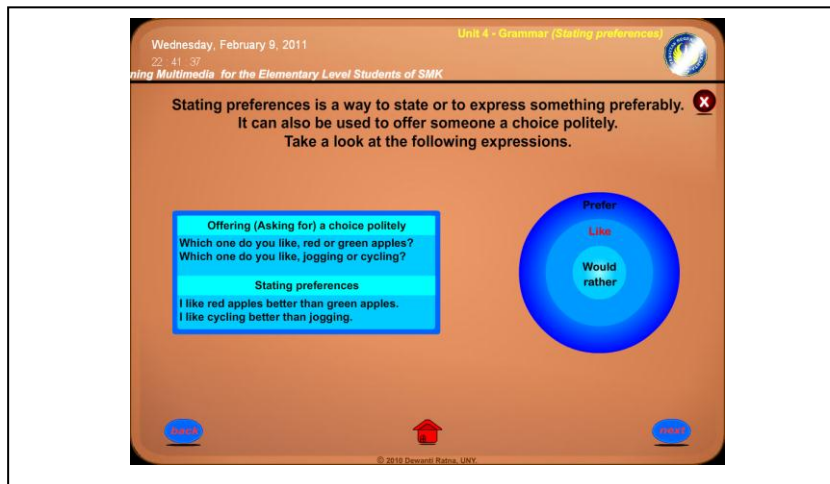 Wednesday, February 9, 2011
Unit 4 - Grammar (Stating preferences)
22 : 41 : 37
ning Multimedia for the Elementary Level Students of SMK
X
Stating preferences is a way to state or to express something preferably.
It can also be used to offer someone a choice politely.
Take a look at the following expressions.
Offering (Asking for) a choice politely
Which one do you like, red or green apples?
Which one do you like, jogging or cycling?
Stating preferences
I like red apples better than green apples.
I like cycling better than jogging.
Prefer
Like
Would
rather
back
next
© 2010 Dewanti Ratna, UNY.